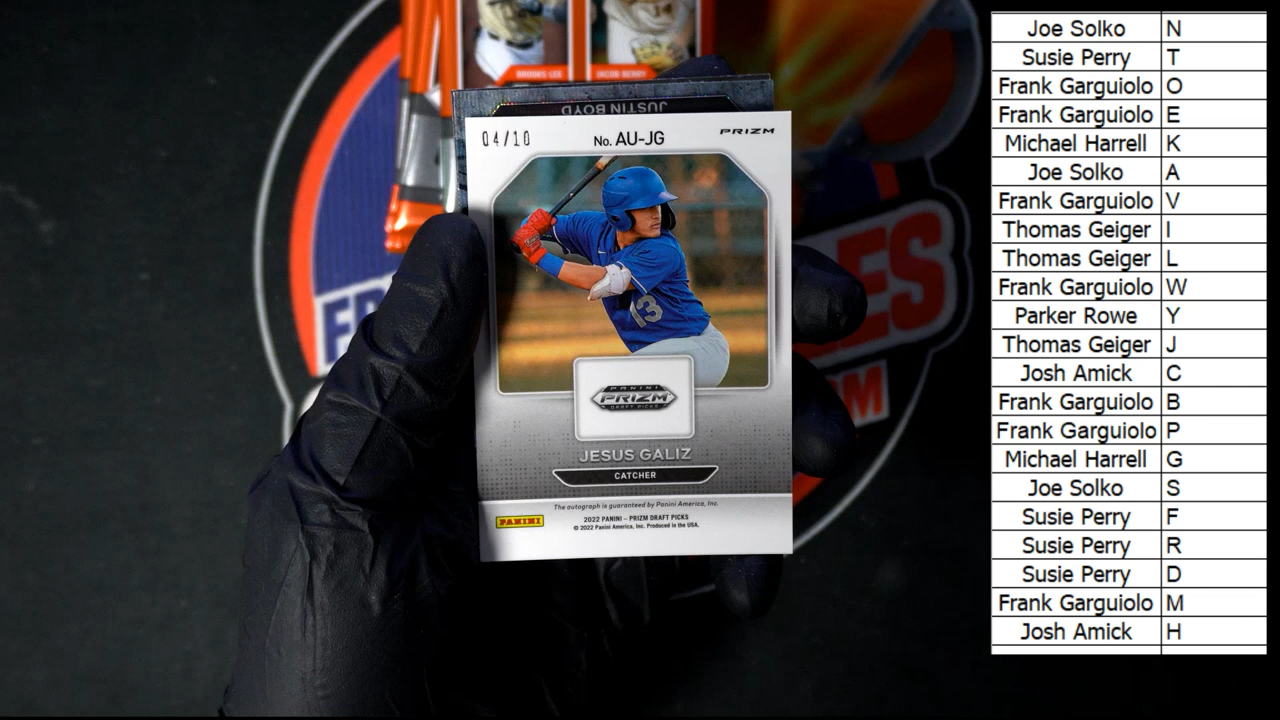 BROOKS LEE
JACOB BERRY
JUSTIN BOYD
04/10
No. AU-JG
PRIZM
13
PANINI
PRIZM
DRAFT PICKS
JESUS GALIZ
CATCHER
The autograph is guaranteed by Panini America, Inc.
PANINI
2022 PANINI – PRIZM DRAFT PICKS
© 2022 Panini America, Inc. Produced in the USA.
Joe Solko N
Susie Perry T
Frank Garguiolo O
Frank Garguiolo E
Michael Harrell K
Joe Solko A
Frank Garguiolo V
Thomas Geiger I
Thomas Geiger L
Frank Garguiolo W
Parker Rowe Y
Thomas Geiger J
Josh Amick C
Frank Garguiolo B
Frank Garguiolo P
Michael Harrell G
Joe Solko S
Susie Perry F
Susie Perry R
Susie Perry D
Frank Garguiolo M
Josh Amick H